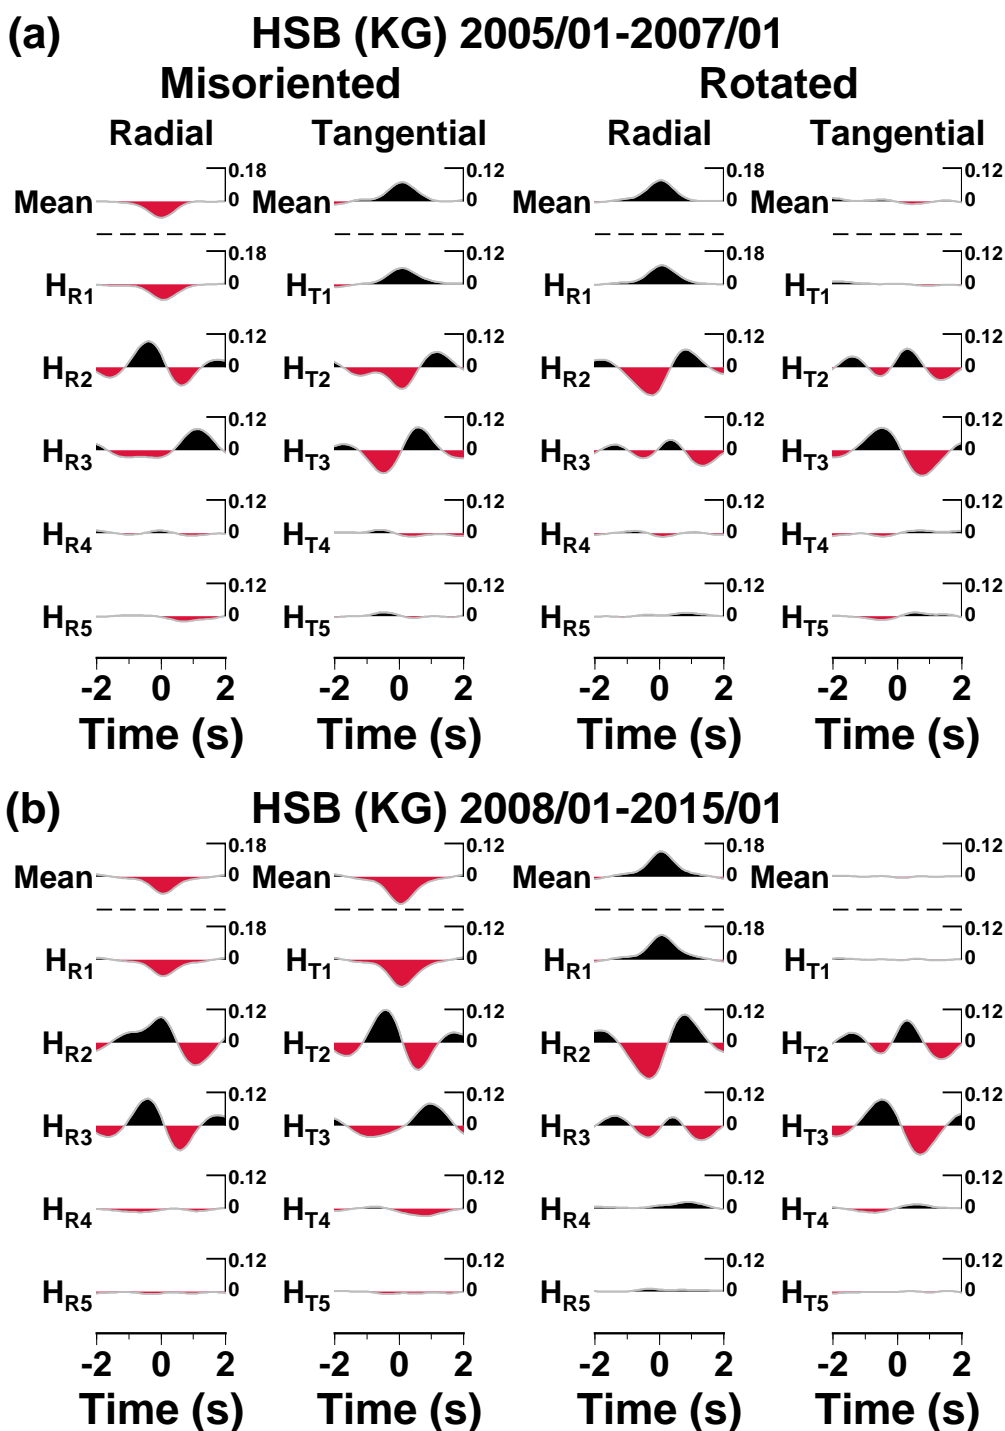 (a) HSB (KG) 2005/01-2007/01
Misoriented Rotated
Radial Tangential Radial Tangential
Mean 0.18 0 Mean 0.12 0 Mean 0.18 0 Mean 0.12 0
HR1 0.18 0 HT1 0.12 0 HR1 0.18 0 HT1 0.12 0
HR2 0.12 0 HT2 0.12 0 HR2 0.12 0 HT2 0.12 0
HR3 0.12 0 HT3 0.12 0 HR3 0.12 0 HT3 0.12 0
HR4 0.12 0 HT4 0.12 0 HR4 0.12 0 HT4 0.12 0
HR5 0.12 0 HT5 0.12 0 HR5 0.12 0 HT5 0.12 0
-2 0 2 -2 0 2 -2 0 2 -2 0 2
Time (s) Time (s) Time (s) Time (s)
(b) HSB (KG) 2008/01-2015/01
Mean 0.18 0 Mean 0.12 0 Mean 0.18 0 Mean 0.12 0
HR1 0.18 0 HT1 0.12 0 HR1 0.18 0 HT1 0.12 0
HR2 0.12 0 HT2 0.12 0 HR2 0.12 0 HT2 0.12 0
HR3 0.12 0 HT3 0.12 0 HR3 0.12 0 HT3 0.12 0
HR4 0.12 0 HT4 0.12 0 HR4 0.12 0 HT4 0.12 0
HR5 0.12 0 HT5 0.12 0 HR5 0.12 0 HT5 0.12 0
-2 0 2 -2 0 2 -2 0 2 -2 0 2
Time (s) Time (s) Time (s) Time (s)